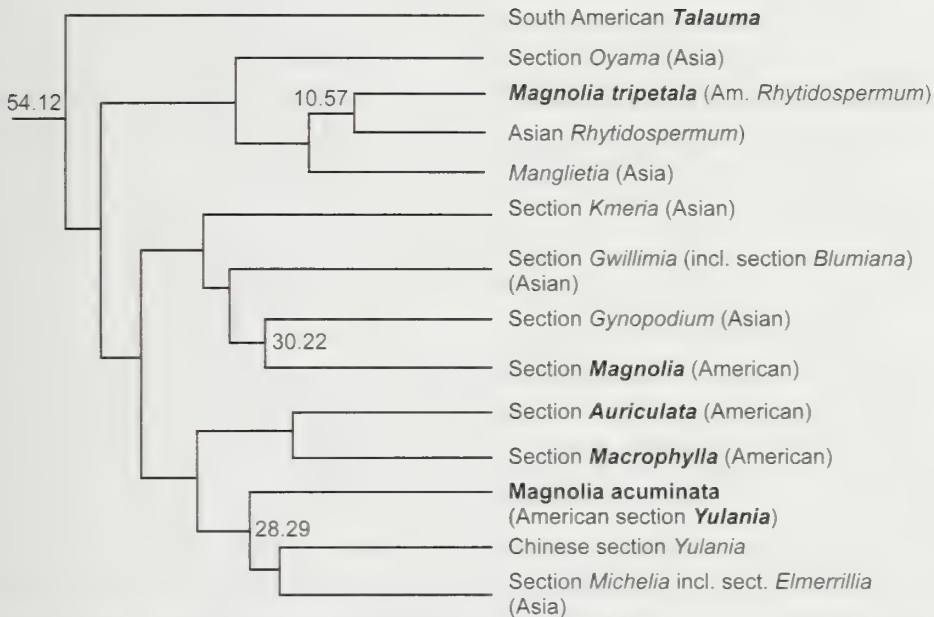 South American Talauma
Section Oyama (Asia)
54.12
10.57
Magnolia tripetala (Am. Rhytidospermum)
Asian Rhytidospermum)
Manglietia (Asia)
Section Kmeria (Asian)
Section Gwillimia (incl. section Blumiana)
(Asian)
Section Gynopodium (Asian)
30.22
Section Magnolia (American)
Section Auriculata (American)
Section Macrophylla (American)
Magnolia acuminata
(American section Yulania)
28.29
Chinese section Yulania
Section Michelia incl. sect. Elmerrillia
(Asia)